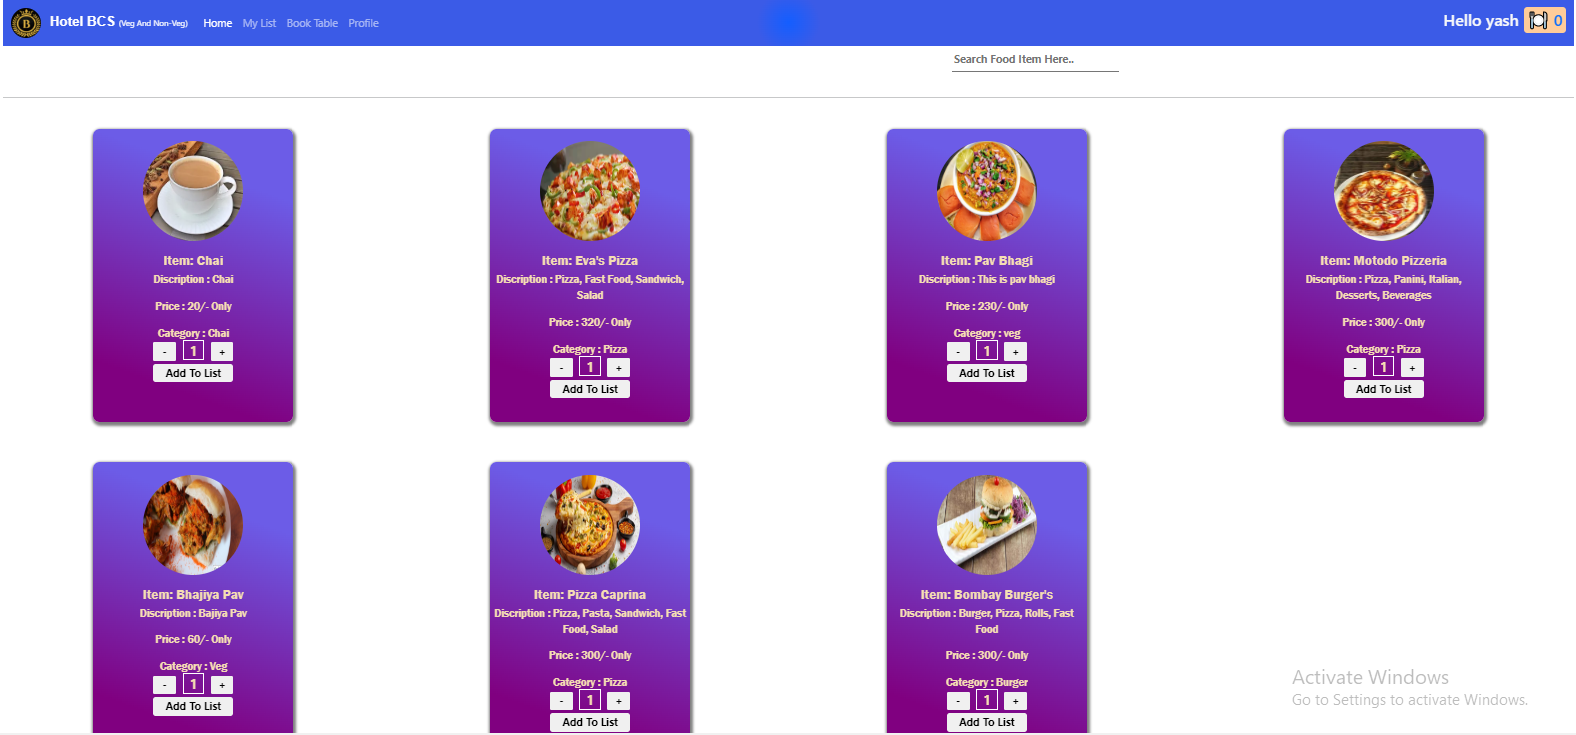 B
Hotel BCS (Veg And Non-Veg) Home My List Book Table Profile
Hello yash 0
Search Food Item Here..
Item: Chai
Discription : Chai
Price : 20/- Only
Category : Chai
- 1 +
Add To List
Item: Eva's Pizza
Discription : Pizza, Fast Food, Sandwich,
Salad
Price : 320/- Only
Category : Pizza
- 1 +
Add To List
Item: Pav Bhagi
Discription : This is pav bhagi
Price : 230/- Only
Category : veg
- 1 +
Add To List
Item: Motodo Pizzeria
Discription : Pizza, Panini, Italian,
Desserts, Beverages
Price : 300/- Only
Category : Pizza
- 1 +
Add To List
Item: Bhajiya Pav
Discription : Bajiya Pav
Price : 60/- Only
Category : Veg
- 1 +
Add To List
Item: Pizza Caprina
Discription : Pizza, Pasta, Sandwich, Fast
Food, Salad
Price : 300/- Only
Category : Pizza
- 1 +
Add To List
Item: Bombay Burger's
Discription : Burger, Pizza, Rolls, Fast
Food
Price : 300/- Only
Category : Burger
- 1 +
Add To List
Activate Windows
Go to Settings to activate Windows.